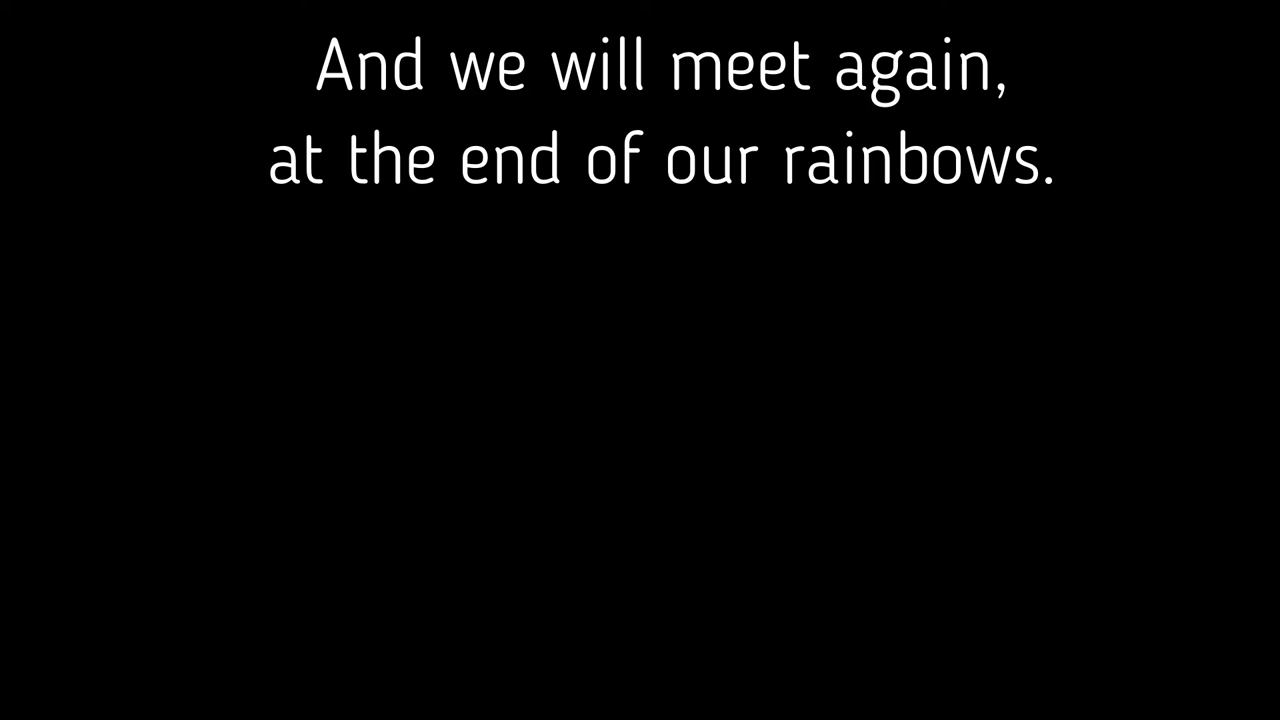 And we will meet again,
at the end of our rainbows.